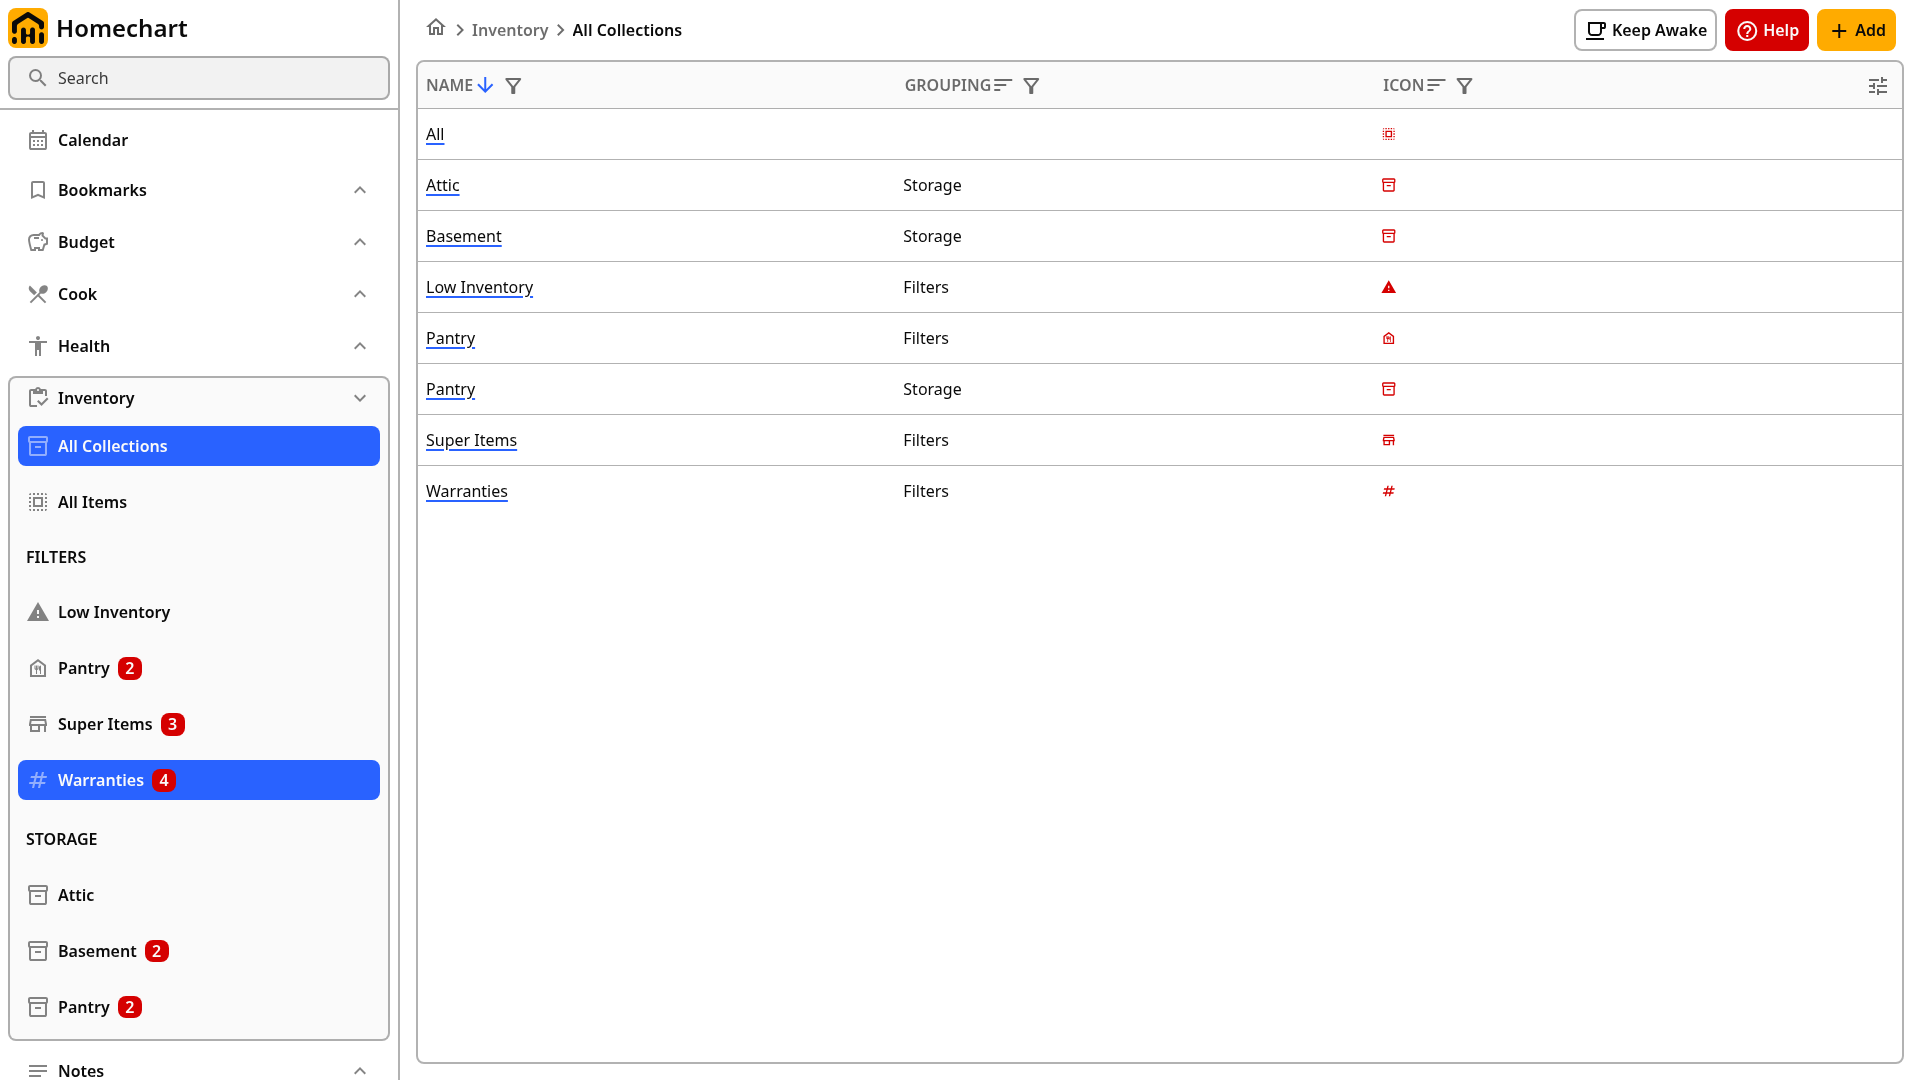 Homechart
Search
Calendar
Bookmarks
Budget
Cook
Health
Inventory
All Collections
All Items
FILTERS
Low Inventory
Pantry 2
Super Items 3
Warranties 4
STORAGE
Attic
Basement 2
Pantry 2
Notes
Inventory All Collections
Keep Awake Help Add
NAME GROUPING ICON
All
Attic Storage
Basement Storage
Low Inventory Filters
Pantry Filters
Pantry Storage
Super Items Filters
Warranties Filters